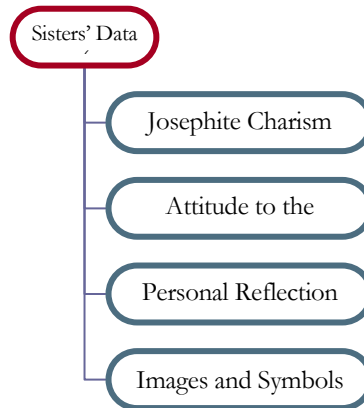 Sisters' Data
Josephite Charism
Attitude to the
Personal Reflection
Images and Symbols